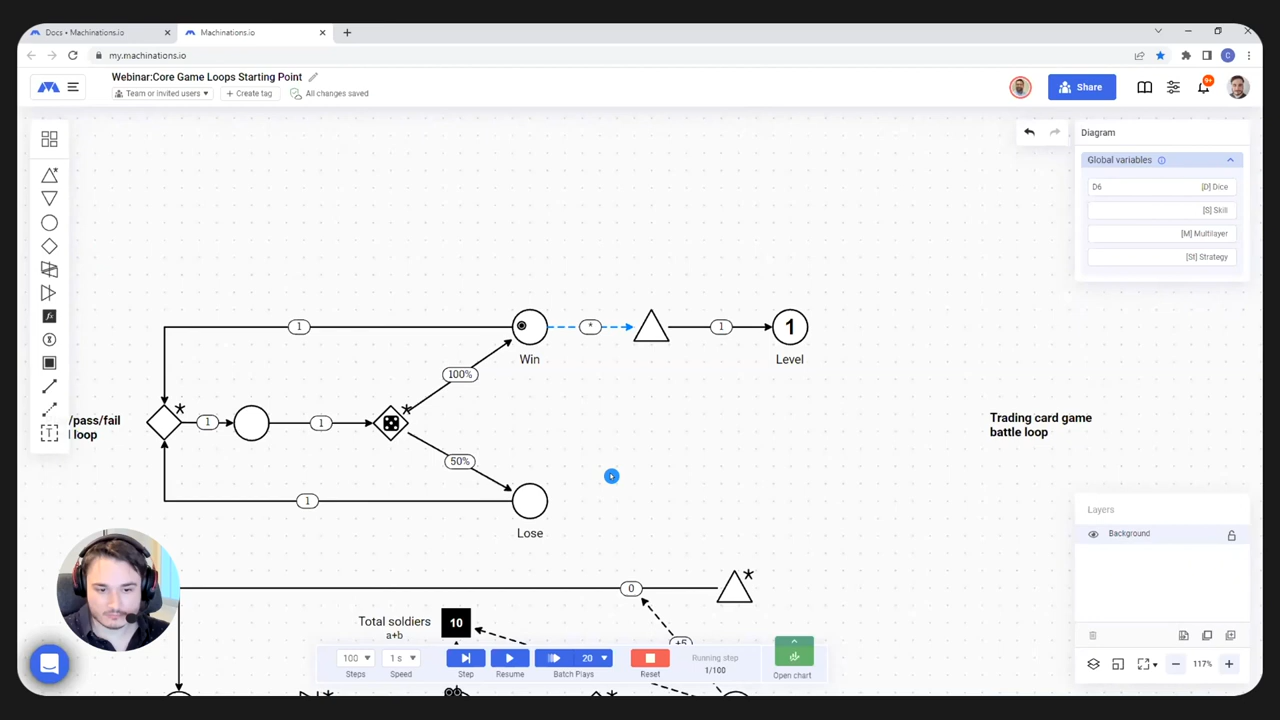 Docs • Machinations.io
Machinations.io
my.machinations.io
C
Webinar:Core Game Loops Starting Point
Team or invited users
+ Create tag
All changes saved
Share
9+
Diagram
Global variables
D6
[D] Dice
[S] Skill
[M] Multilayer
[St] Strategy
1
*
1
1
Win
Level
100%
/pass/fail
loop
*
1
1
*
Trading card game
battle loop
50%
1
Lose
Layers
Background
0
*
Total soldiers
a+b
10
+5
100
Steps
1 s
Speed
Step
Resume
20
Batch Plays
Reset
Running step
1/100
Open chart
117%
fx
T